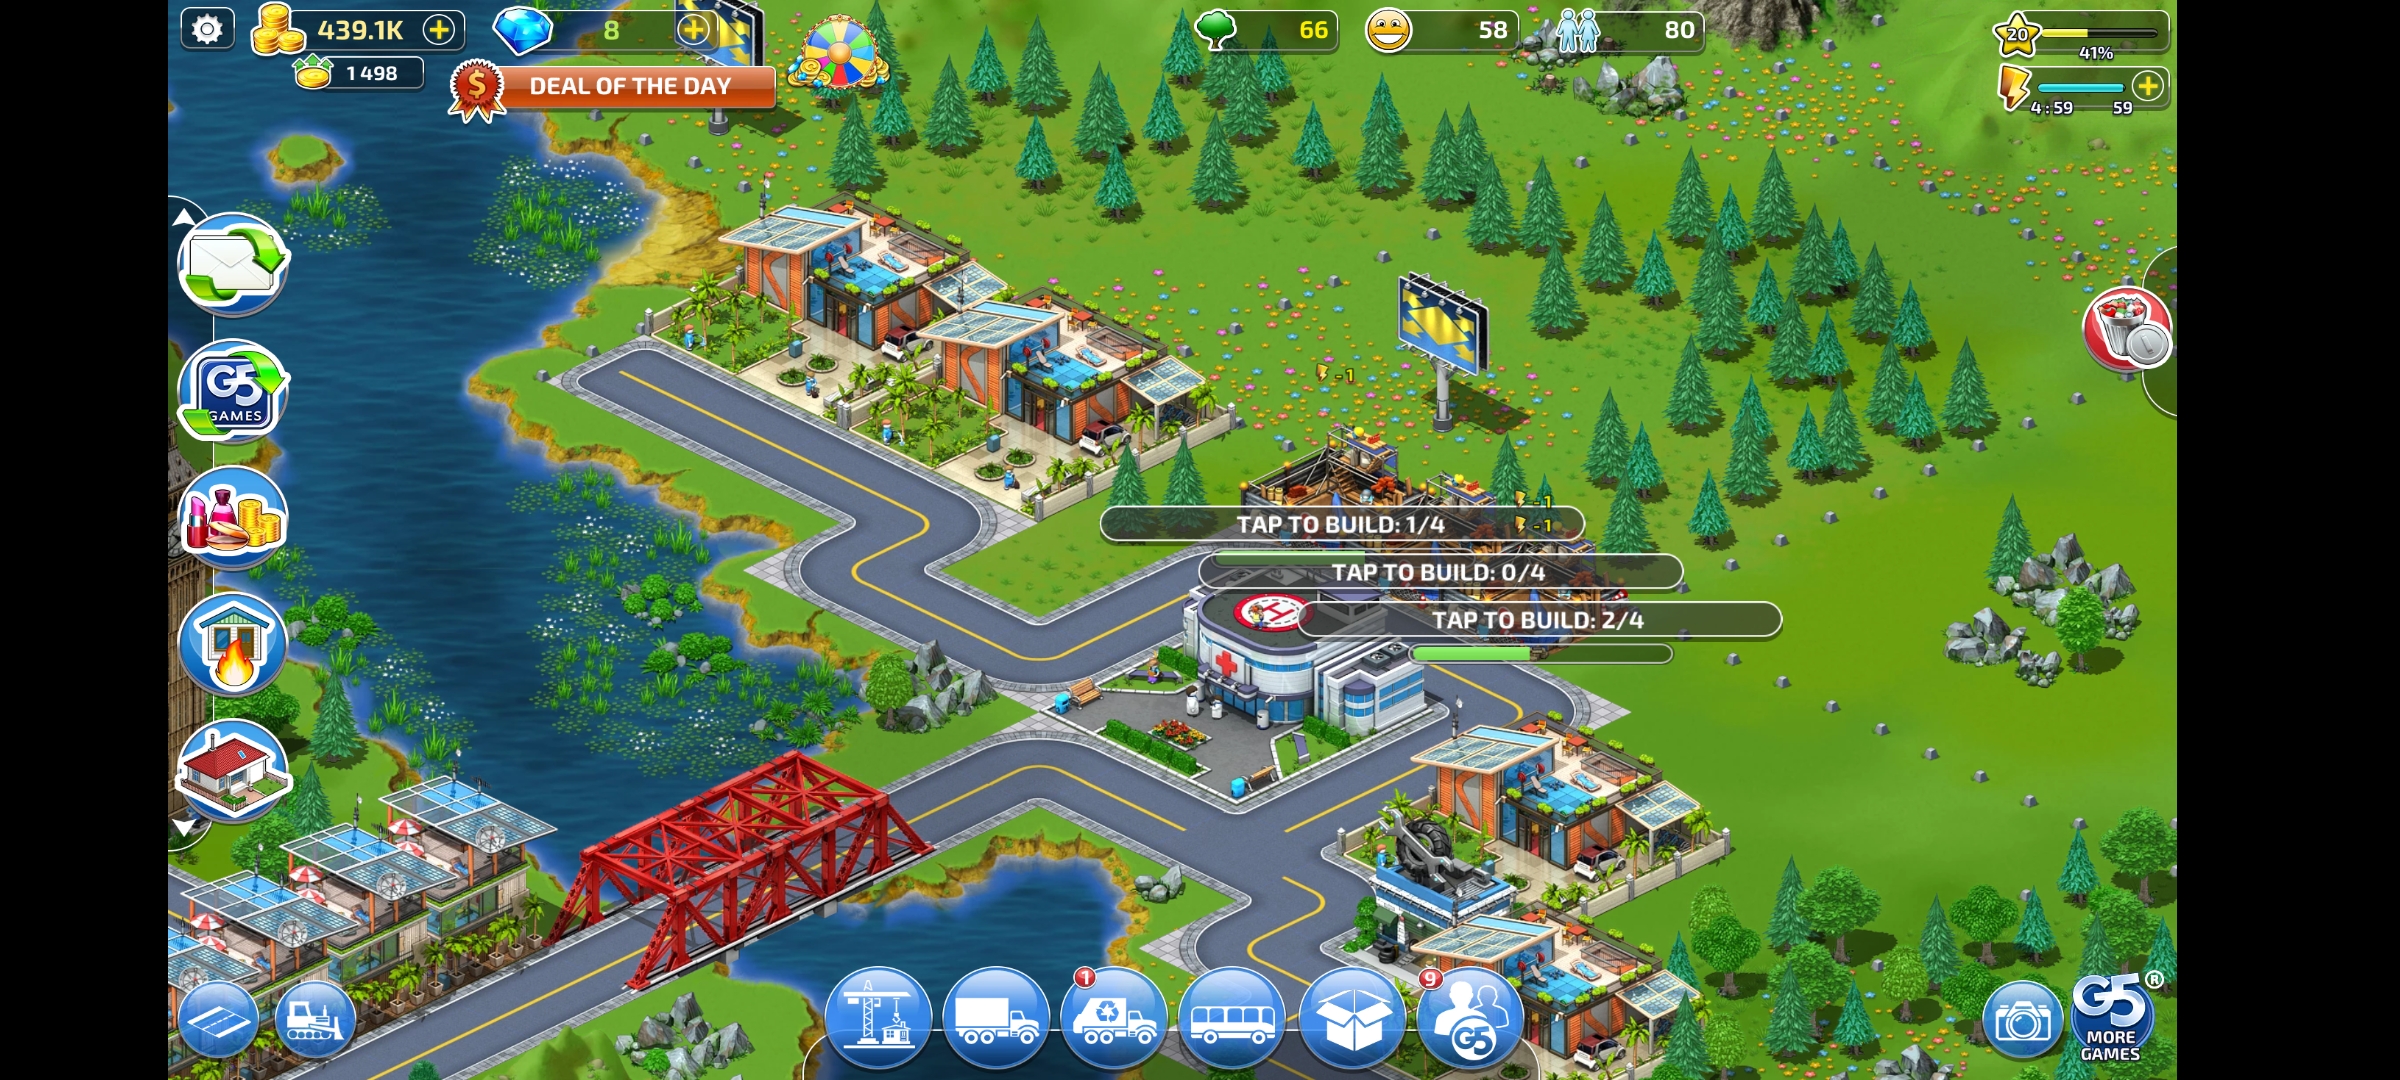 439.1K
8
66
58
80
20
41%
1 498
DEAL OF THE DAY
4:59
59
G5
GAMES
-1
-1
-1
TAP TO BUILD: 1/4
TAP TO BUILD: 0/4
TAP TO BUILD: 2/4
H
1
9
G5
G5®
MORE
GAMES